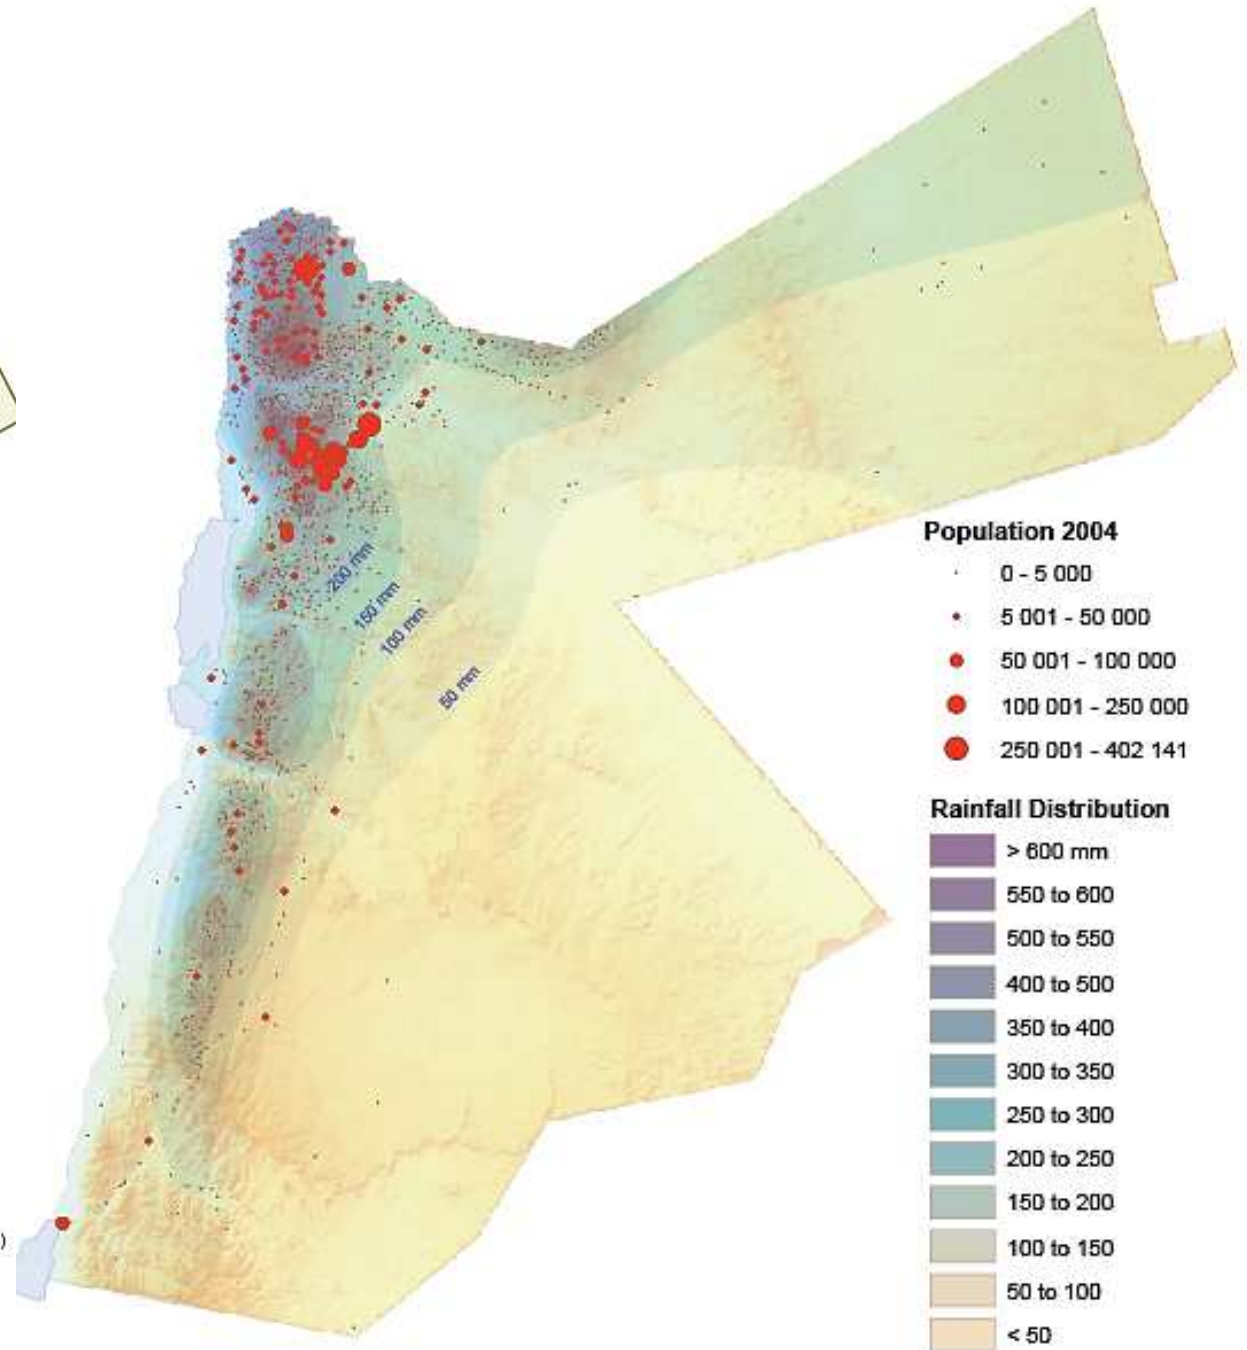 200 mm
150 mm
100 mm
50 mm
Population 2004
0 - 5 000
5 001 - 50 000
50 001 - 100 000
100 001 - 250 000
250 001 - 402 141
Rainfall Distribution
> 600 mm
550 to 600
500 to 550
400 to 500
350 to 400
300 to 350
250 to 300
200 to 250
150 to 200
100 to 150
50 to 100
< 50
)